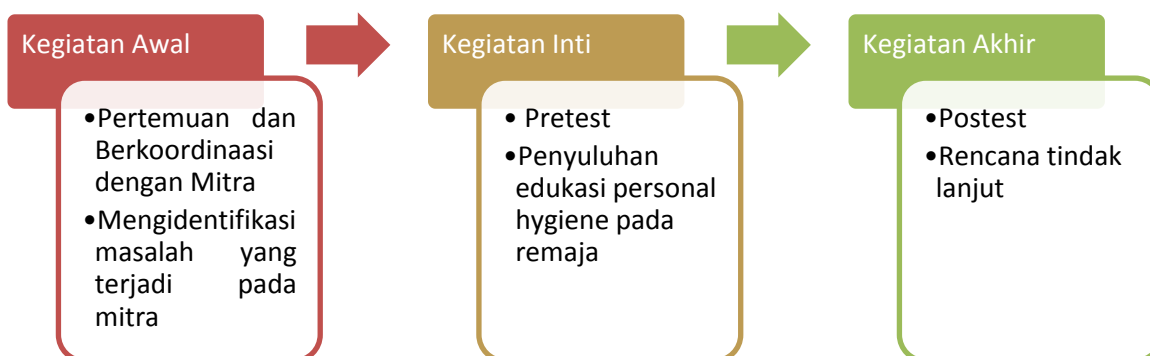 Kegiatan Awal
•Pertemuan dan
Berkoordinaasi
dengan Mitra
•Mengidentifikasi
masalah yang
terjadi pada
mitra
Kegiatan Inti
• Pretest
•Penyuluhan
edukasi personal
hygiene pada
remaja
Kegiatan Akhir
•Postest
•Rencana tindak
lanjut